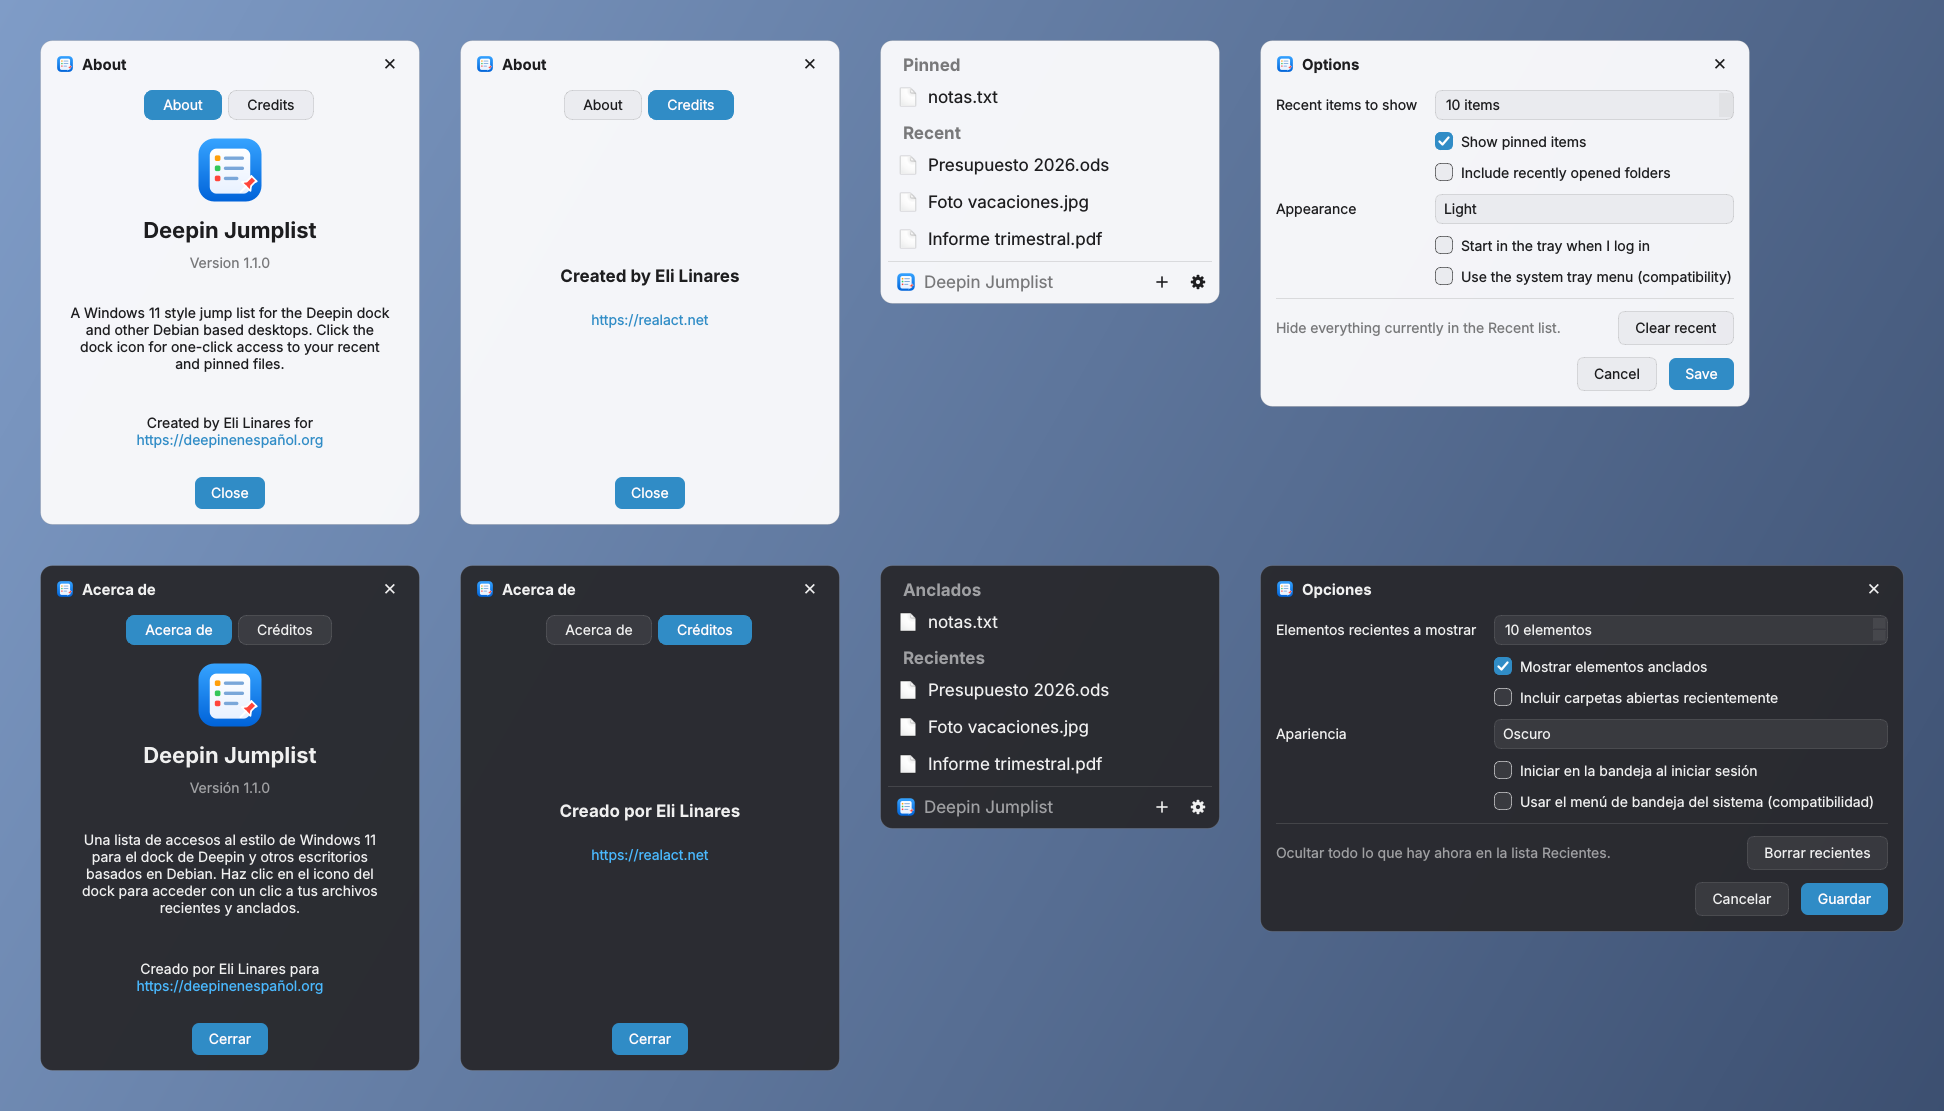 About
About Credits
Deepin Jumplist
Version 1.1.0
A Windows 11 style jump list for the Deepin dock
and other Debian based desktops. Click the
dock icon for one-click access to your recent
and pinned files.
Created by Eli Linares for
https://deepinenespañol.org
Close
About
About Credits
Created by Eli Linares
https://realact.net
Close
Pinned
notas.txt
Recent
Presupuesto 2026.ods
Foto vacaciones.jpg
Informe trimestral.pdf
Deepin Jumplist
Options
Recent items to show 10 items
Show pinned items
Include recently opened folders
Appearance Light
Start in the tray when I log in
Use the system tray menu (compatibility)
Hide everything currently in the Recent list. Clear recent
Cancel Save
Acerca de
Acerca de Créditos
Deepin Jumplist
Versión 1.1.0
Una lista de accesos al estilo de Windows 11
para el dock de Deepin y otros escritorios
basados en Debian. Haz clic en el icono del
dock para acceder con un clic a tus archivos
recientes y anclados.
Creado por Eli Linares para
https://deepinenespañol.org
Cerrar
Acerca de
Acerca de Créditos
Creado por Eli Linares
https://realact.net
Cerrar
Anclados
notas.txt
Recientes
Presupuesto 2026.ods
Foto vacaciones.jpg
Informe trimestral.pdf
Deepin Jumplist
Opciones
Elementos recientes a mostrar 10 elementos
Mostrar elementos anclados
Incluir carpetas abiertas recientemente
Apariencia Oscuro
Iniciar en la bandeja al iniciar sesión
Usar el menú de bandeja del sistema (compatibilidad)
Ocultar todo lo que hay ahora en la lista Recientes. Borrar recientes
Cancelar Guardar